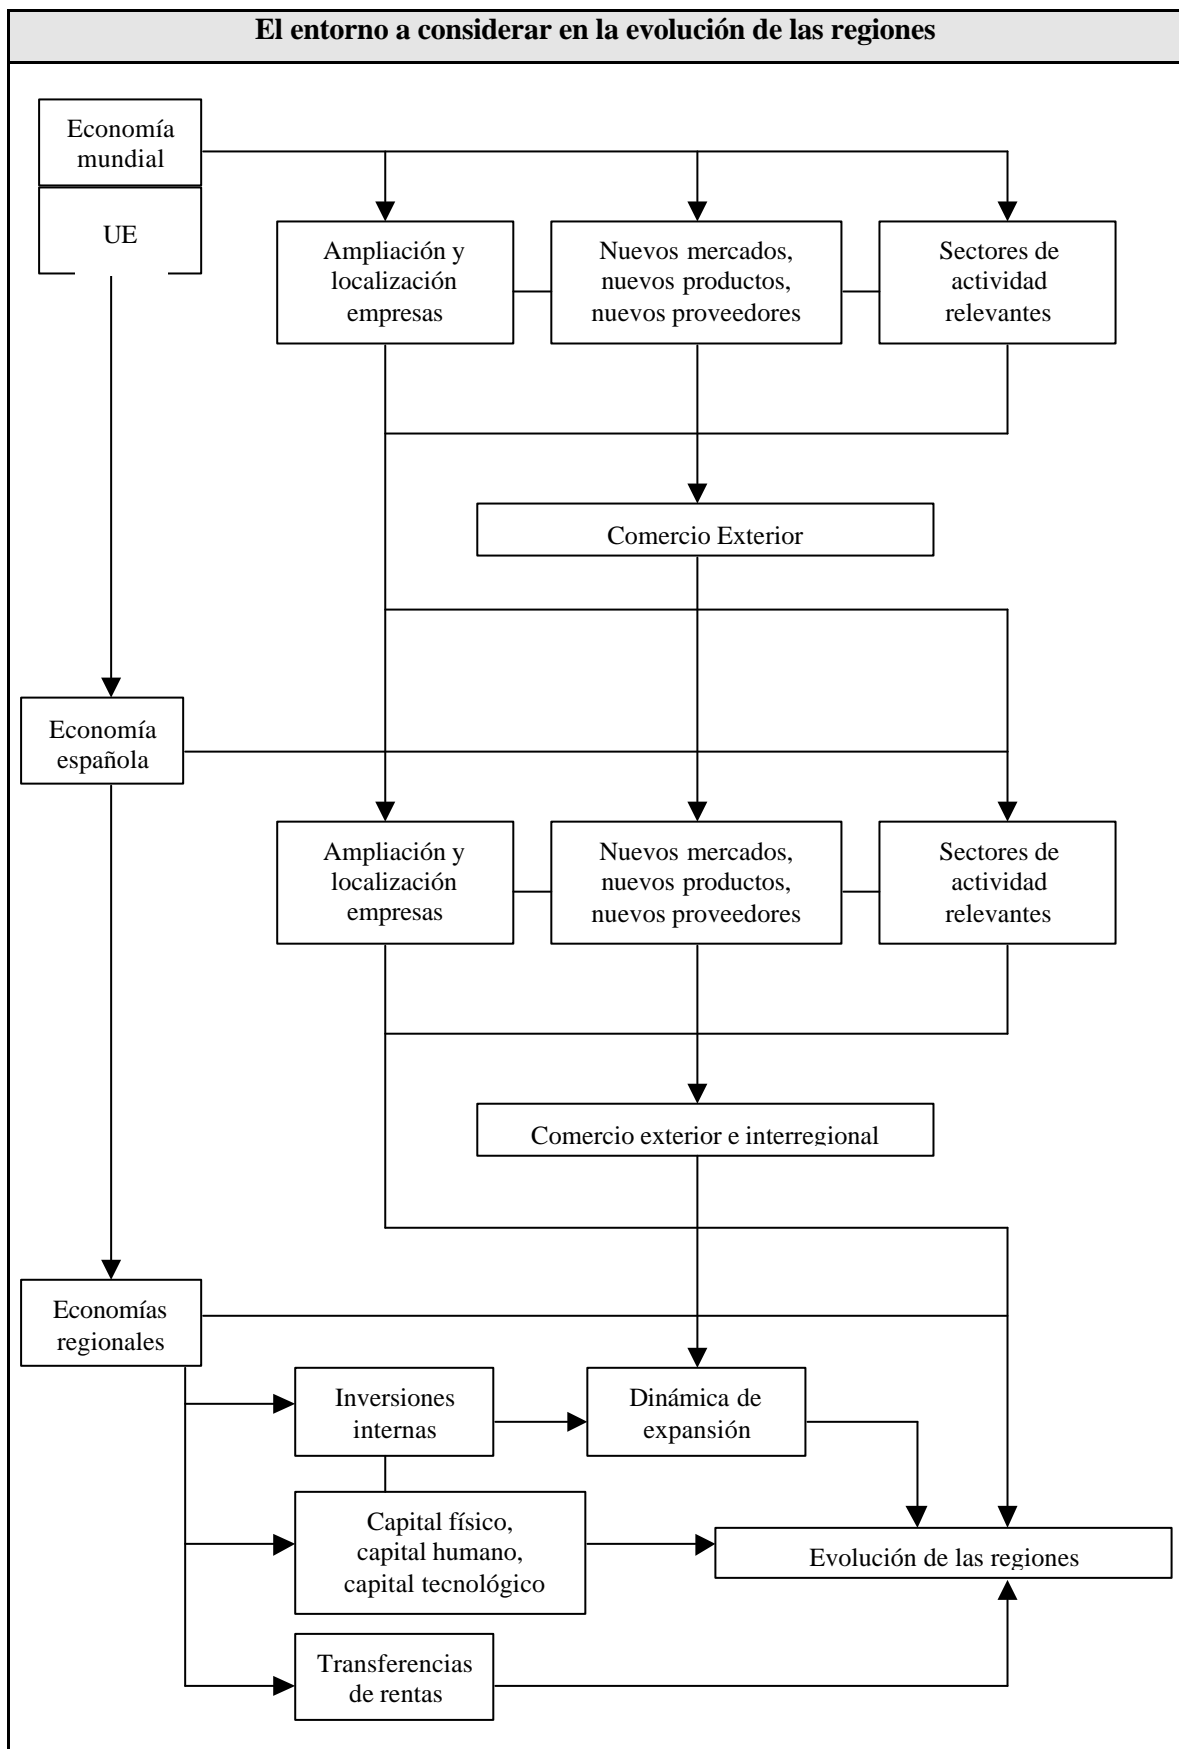 El entorno a considerar en la evolución de las regiones
Economía
mundial
UE
Ampliación y
localización
empresas
Nuevos mercados,
nuevos productos,
nuevos proveedores
Sectores de
actividad
relevantes
Comercio Exterior
Economía
española
Ampliación y
localización
empresas
Nuevos mercados,
nuevos productos,
nuevos proveedores
Sectores de
actividad
relevantes
Comercio exterior e interregional
Economías
regionales
Inversiones
internas
Dinámica de
expansión
Capital físico,
capital humano,
capital tecnológico
Evolución de las regiones
Transferencias
de rentas